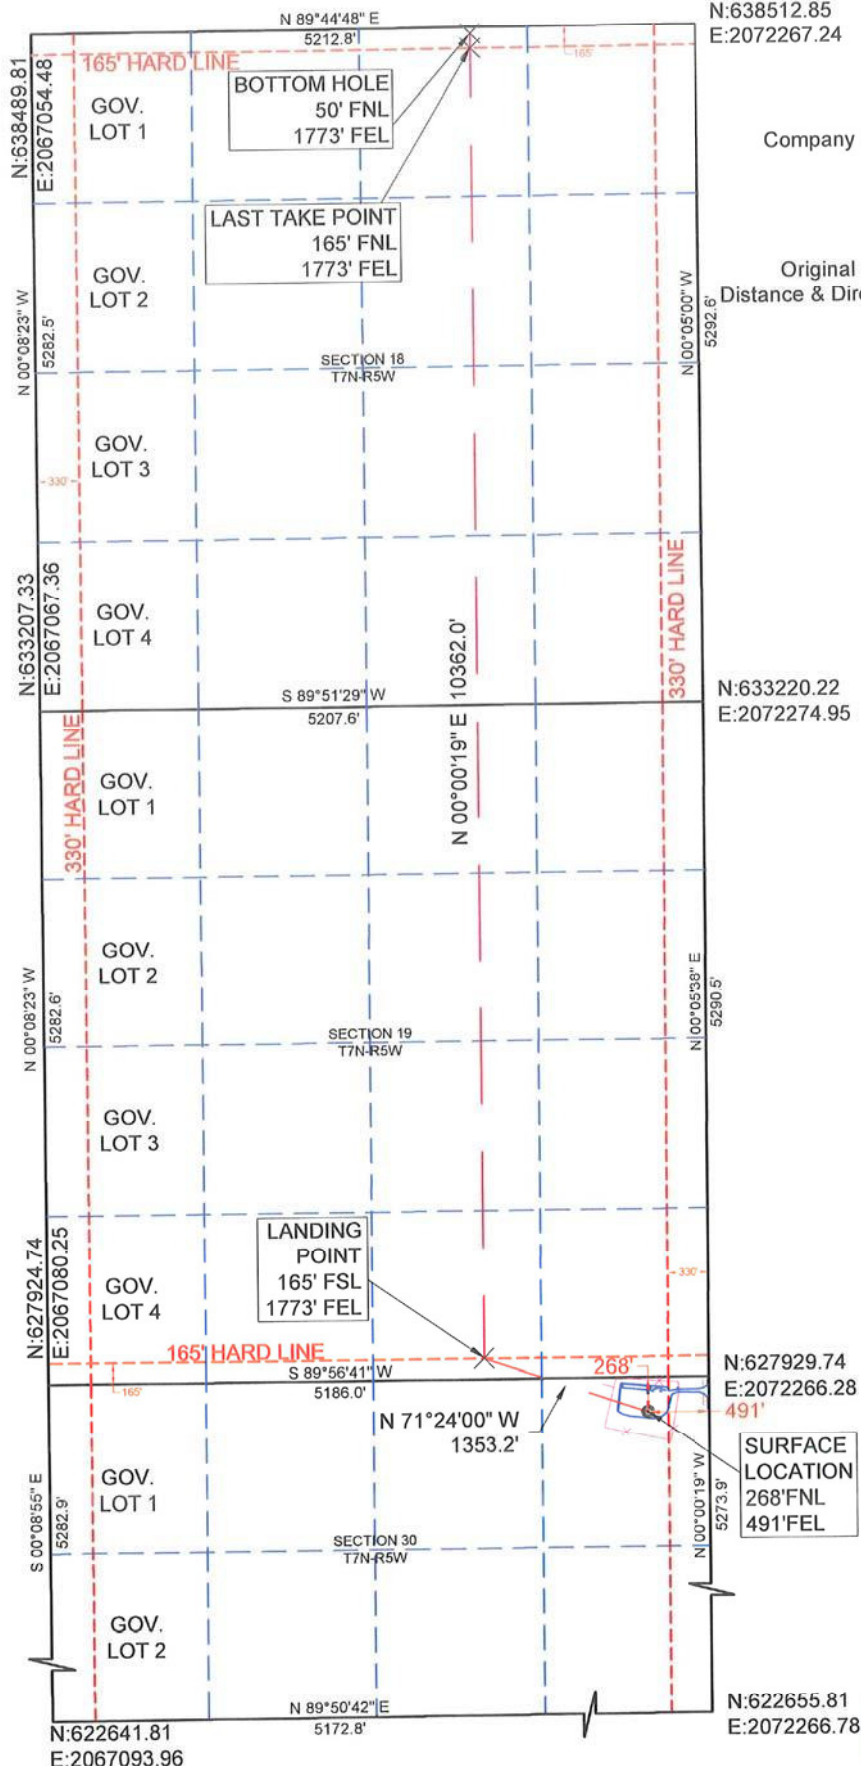 N 89°44'48" E
5212.8'
N:638512.85
E:2072267.24
N:638489.81
E:2067054.48
165' HARD LINE
165'
BOTTOM HOLE
50' FNL
1773' FEL
GOV.
LOT 1
Company
LAST TAKE POINT
165' FNL
1773' FEL
GOV.
LOT 2
Original
Distance & Dir
N 00°08'23" W
5282.5'
N 00°05'00" W
5292.6'
SECTION 18
T7N-R5W
GOV.
LOT 3
330'
N:633207.33
E:2067067.36
GOV.
LOT 4
330' HARD LINE
N 00°00'19" E 10362.0'
S 89°51'29" W
5207.6'
N:633220.22
E:2072274.95
330' HARD LINE
GOV.
LOT 1
GOV.
LOT 2
N 00°08'23" W
5282.6'
N 00°05'38" E
5290.5'
SECTION 19
T7N-R5W
GOV.
LOT 3
LANDING
POINT
165' FSL
1773' FEL
N:627924.74
E:2067080.25
GOV.
LOT 4
330'
165' HARD LINE
S 89°56'41" W
5186.0'
165'
268'
N:627929.74
E:2072266.28
491'
N 71°24'00" W
1353.2'
SURFACE
LOCATION
268'FNL
491'FEL
GOV.
LOT 1
S 00°08'55" E
5282.9'
N 00°00'19" W
5273.9'
SECTION 30
T7N-R5W
GOV.
LOT 2
N 89°50'42" E
5172.8'
N:622641.81
E:2067093.96
N:622655.81
E:2072266.78